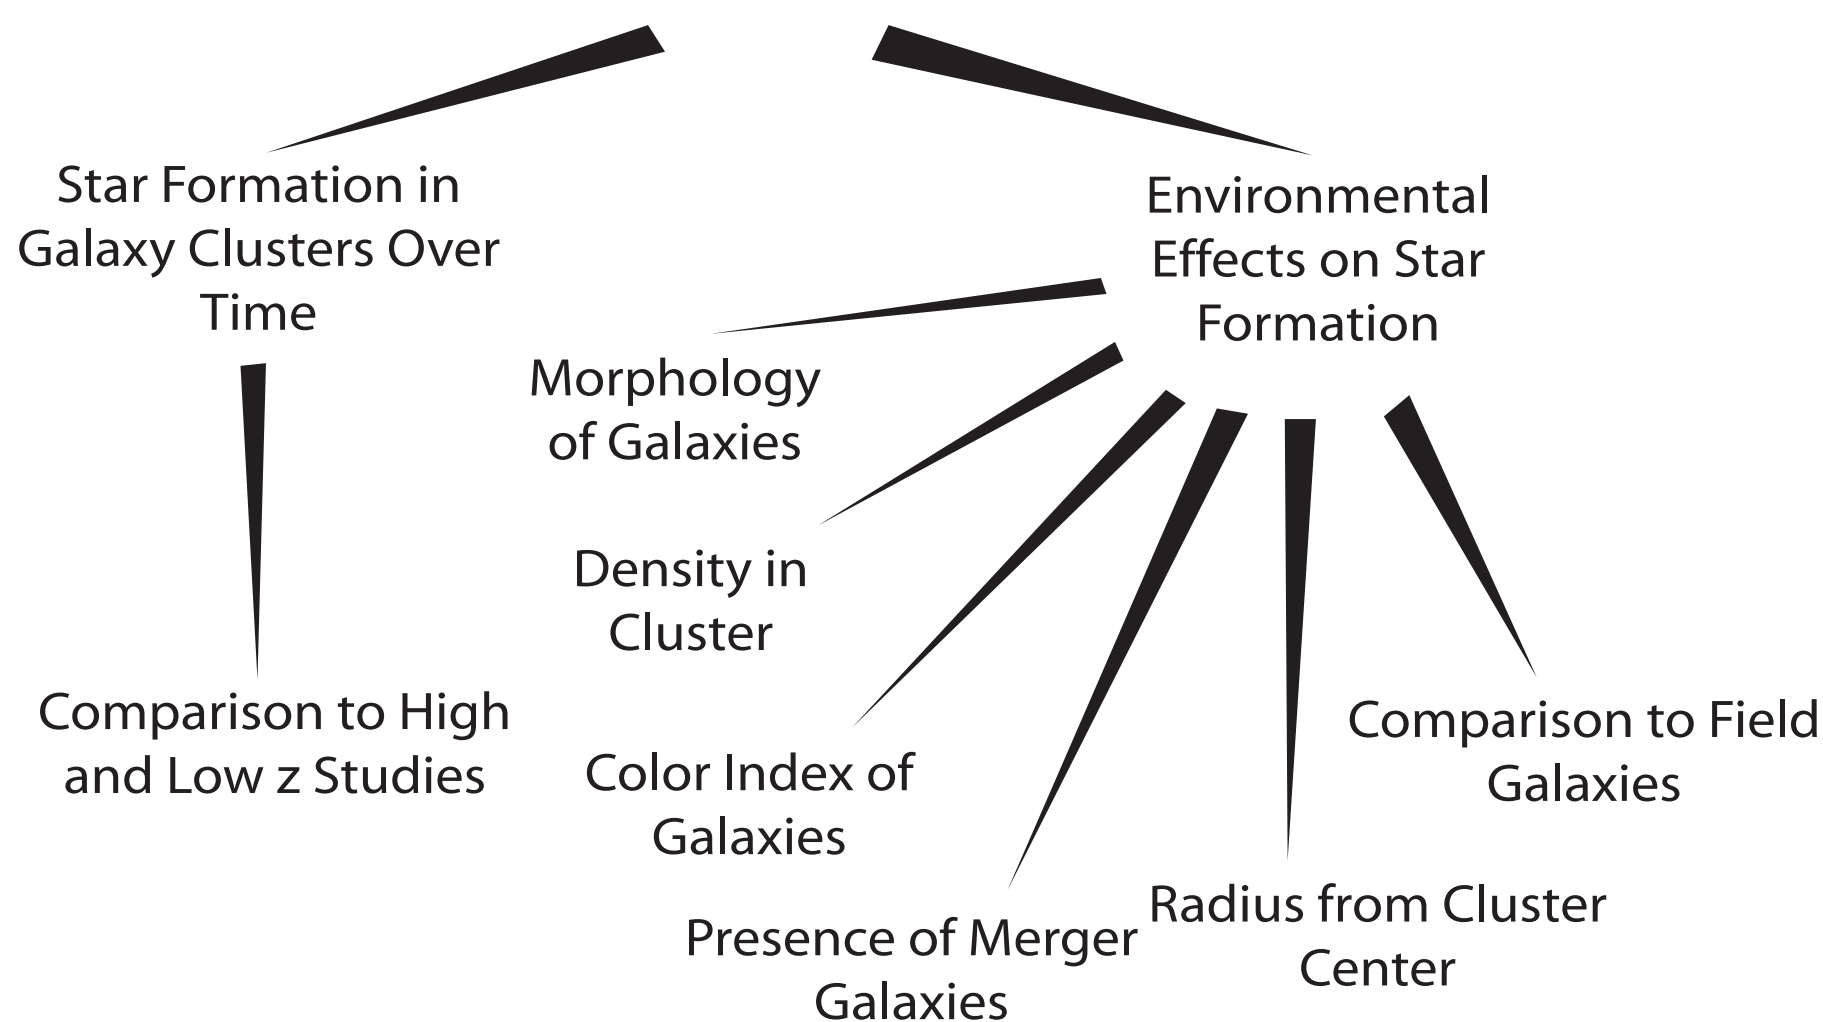 Star Formation in
Galaxy Clusters Over
Time
Environmental
Effects on Star
Formation
Morphology
of Galaxies
Density in
Cluster
Comparison to High
and Low z Studies
Color Index of
Galaxies
Presence of Merger
Galaxies
Radius from Cluster
Center
Comparison to Field
Galaxies